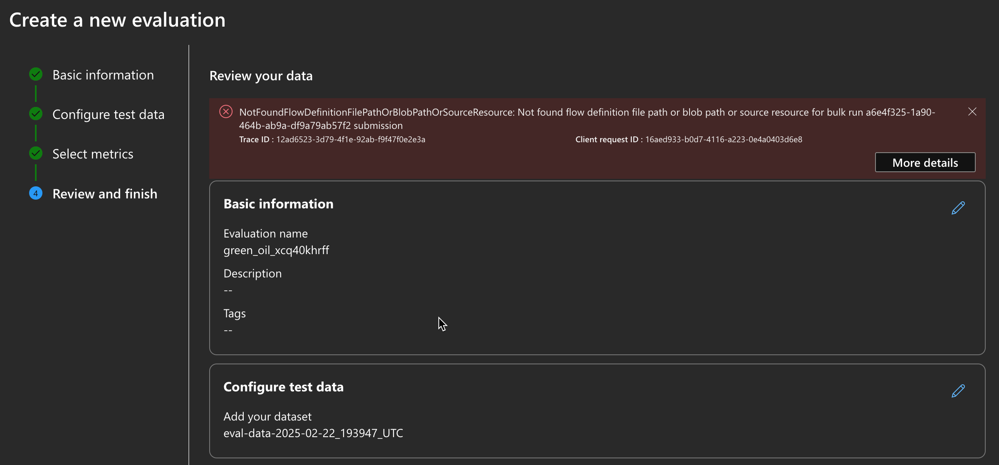 Create a new evaluation
Basic information
Configure test data
Select metrics
4 Review and finish
Review your data
NotFoundFlowDefinitionFilePathOrBlobPathOrSourceResource: Not found flow definition file path or blob path or source resource for bulk run a6e4f325-1a90-
464b-ab9a-df9a79ab57f2 submission
Trace ID : 12ad6523-3d79-4f1e-92ab-f9f47f0e2e3a Client request ID : 16aed933-b0d7-4116-a223-0e4a0403d6e8
More details
Basic information
Evaluation name
green_oil_xcq40khrff
Description
--
Tags
--
Configure test data
Add your dataset
eval-data-2025-02-22_193947_UTC